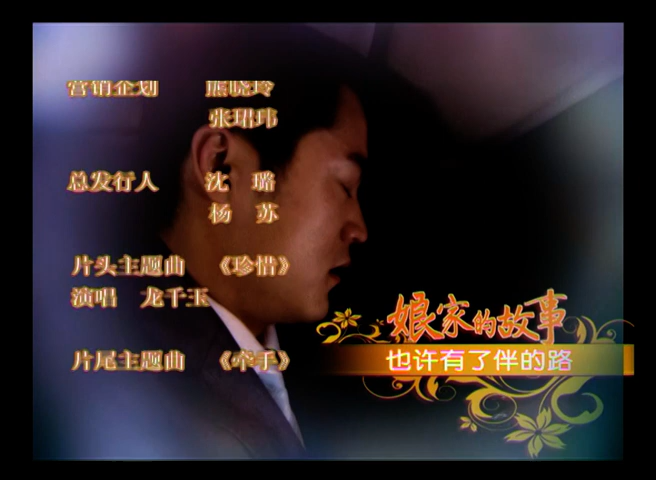 营销企划 熊晓玲
张珺玮
总发行人 沈 璐
杨 苏
片头主题曲 《珍惜》
演唱 龙千玉
片尾主题曲 《牵手》
娘家的故事
也许有了伴的路